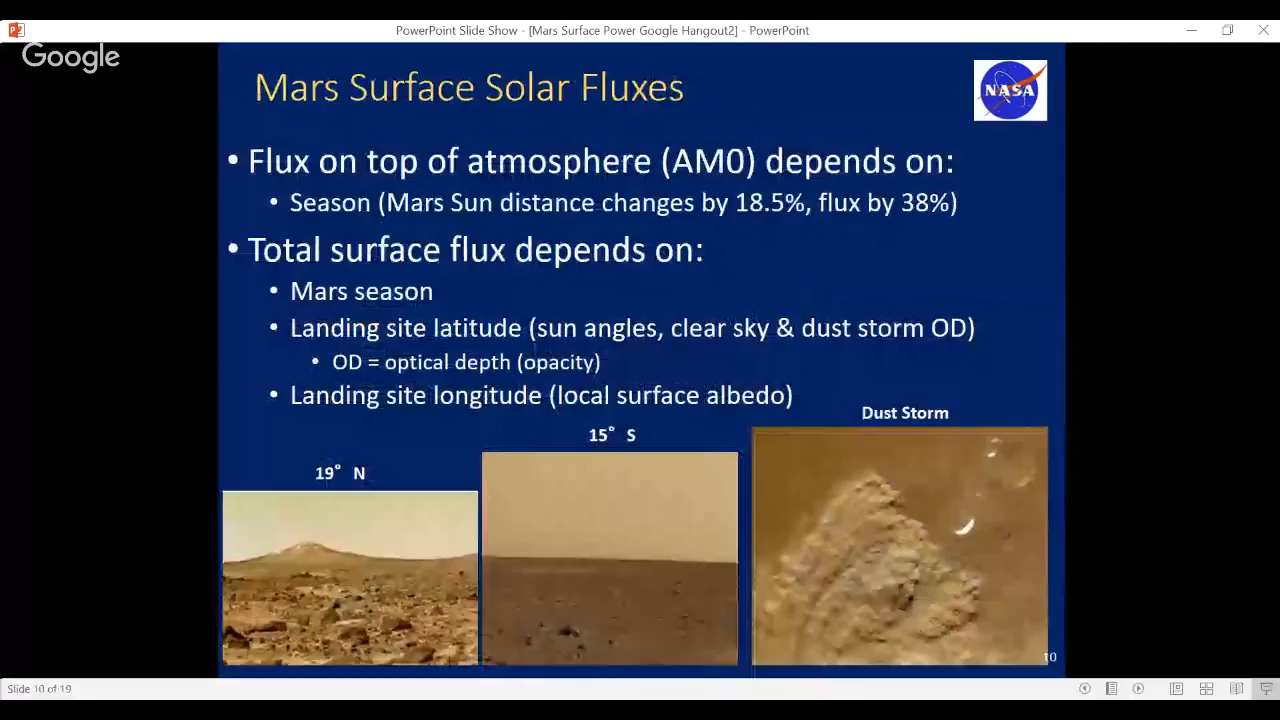 PowerPoint Slide Show - [Mars Surface Power Google Hangout2] - PowerPoint
Google
Mars Surface Solar Fluxes
NASA
• Flux on top of atmosphere (AM0) depends on:
• Season (Mars Sun distance changes by 18.5%, flux by 38%)
• Total surface flux depends on:
• Mars season
• Landing site latitude (sun angles, clear sky & dust storm OD)
• OD = optical depth (opacity)
• Landing site longitude (local surface albedo)
19° N
15° S
Dust Storm
10
Slide 10 of 19